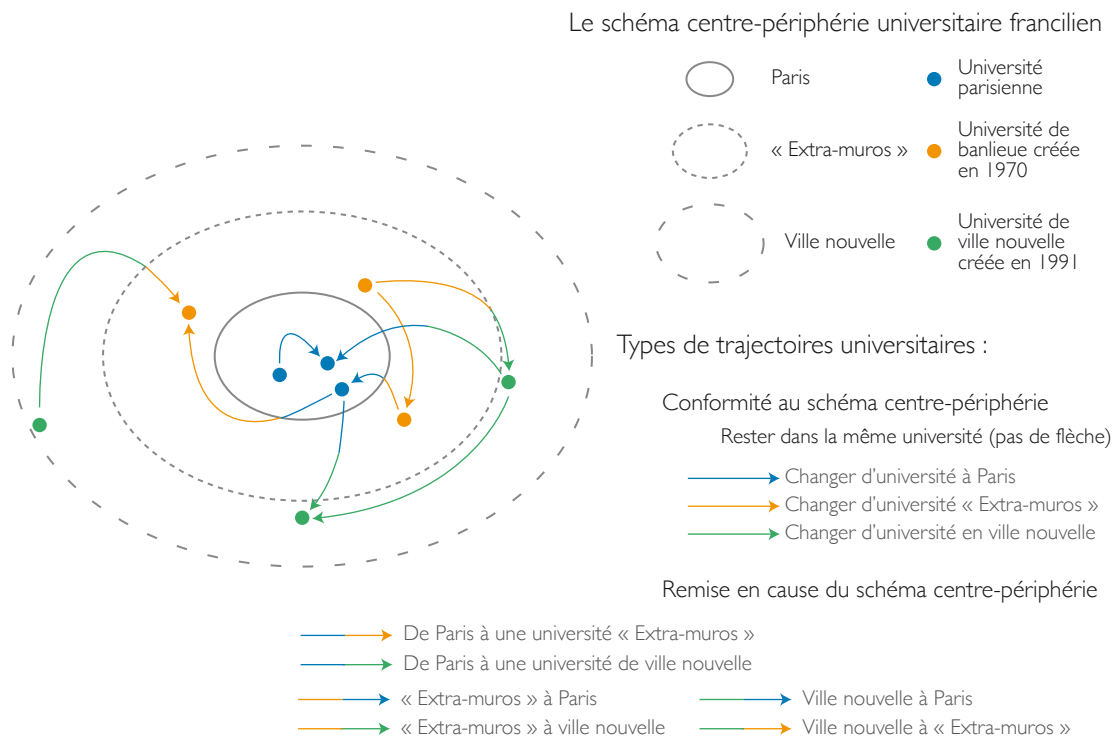 Le schéma centre-périphérie universitaire francilien
Paris
Université
parisienne
« Extra-muros »
Université de
banlieue créée
en 1970
Ville nouvelle
Université de
ville nouvelle
créée en 1991
Types de trajectoires universitaires :
Conformité au schéma centre-périphérie
Rester dans la même université (pas de flèche)
Changer d'université à Paris
Changer d'université « Extra-muros »
Changer d'université en ville nouvelle
Remise en cause du schéma centre-périphérie
De Paris à une université « Extra-muros »
De Paris à une université de ville nouvelle
« Extra-muros » à Paris
Ville nouvelle à Paris
« Extra-muros » à ville nouvelle
Ville nouvelle à « Extra-muros »